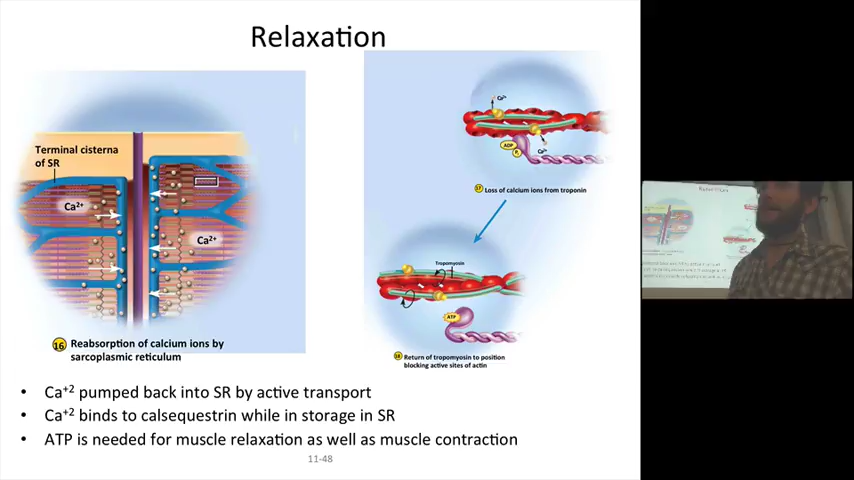 Relaxation
Terminal cisterna
of SR
Ca2+
Ca2+
16 Reabsorption of calcium ions by
sarcoplasmic reticulum
Ca2+
ADP
Pi
Ca2+
17 Loss of calcium ions from troponin
Tropomyosin
ATP
18 Return of tropomyosin to position
blocking active sites of actin
• Ca+2 pumped back into SR by active transport
• Ca+2 binds to calsequestrin while in storage in SR
• ATP is needed for muscle relaxation as well as muscle contraction
11-48
Relaxation